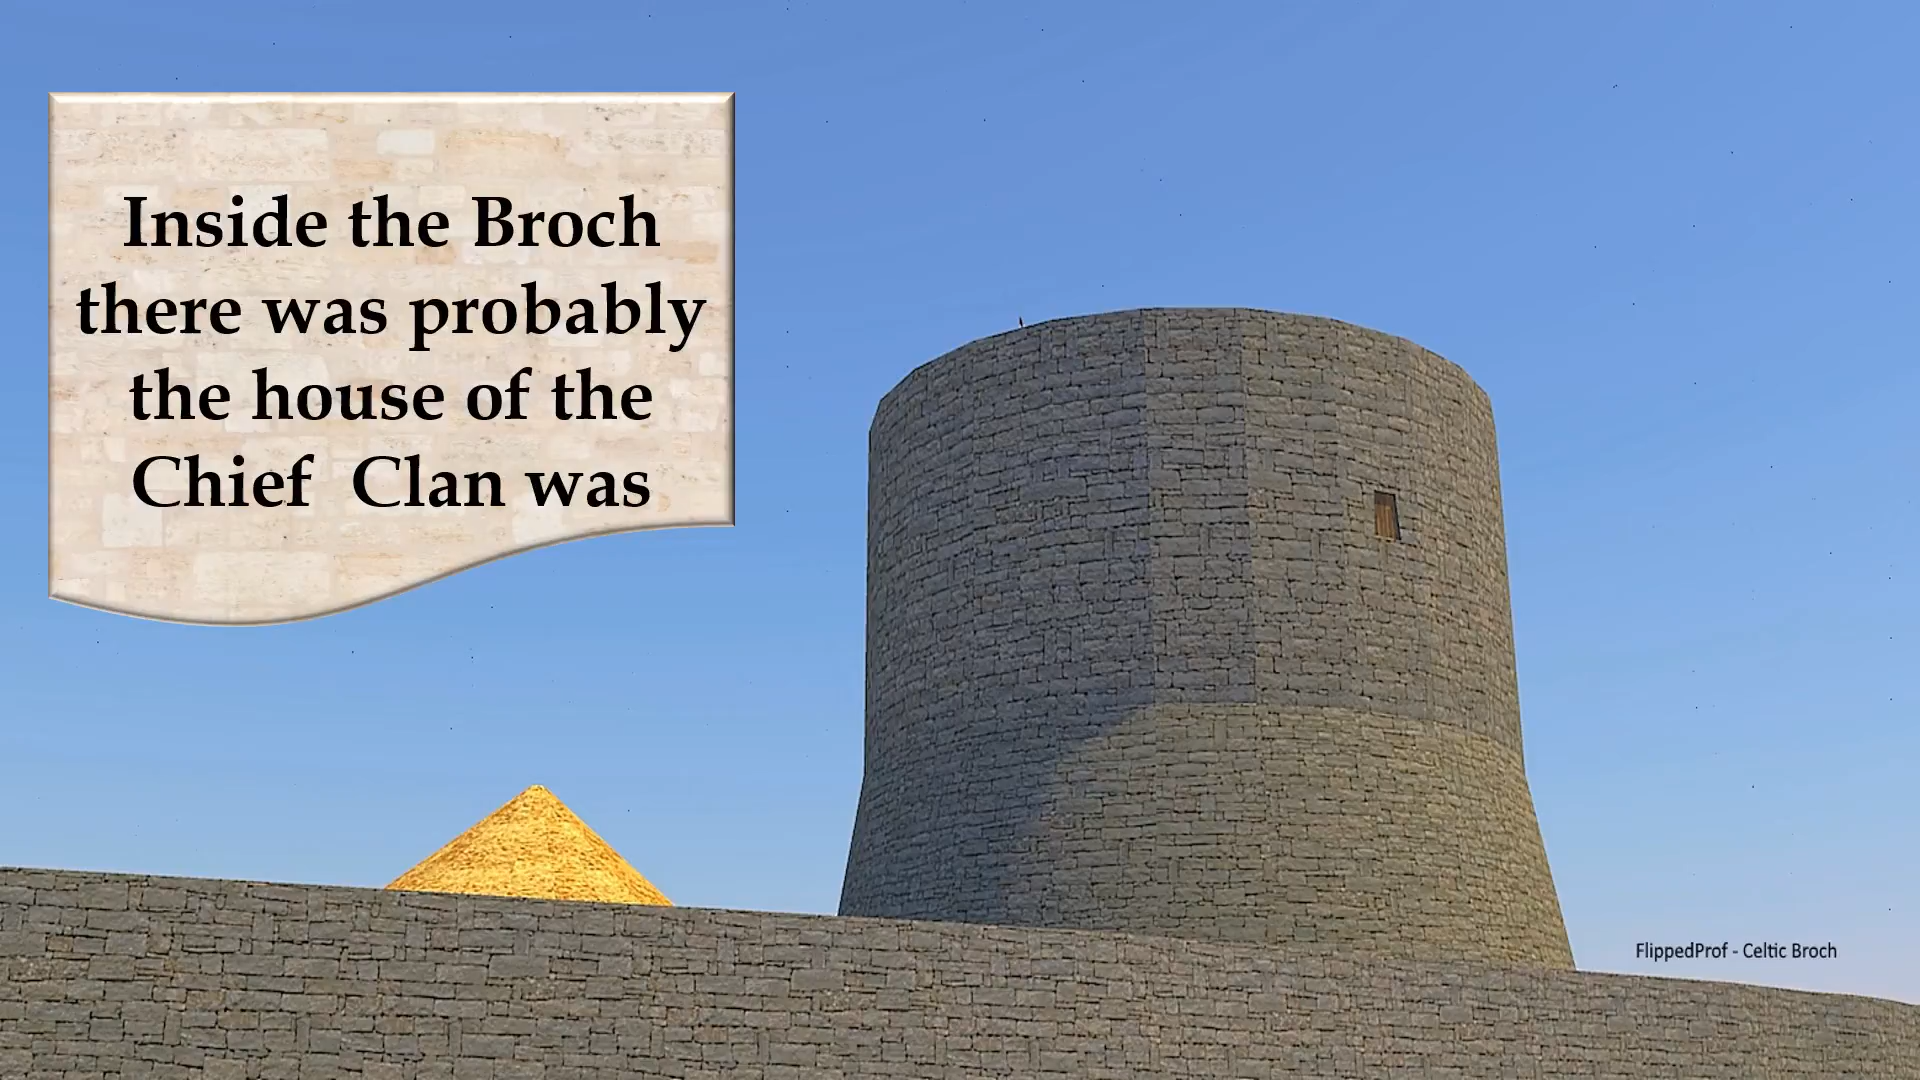 Inside the Broch
there was probably
the house of the
Chief  Clan was
FlippedProf - Celtic Broch